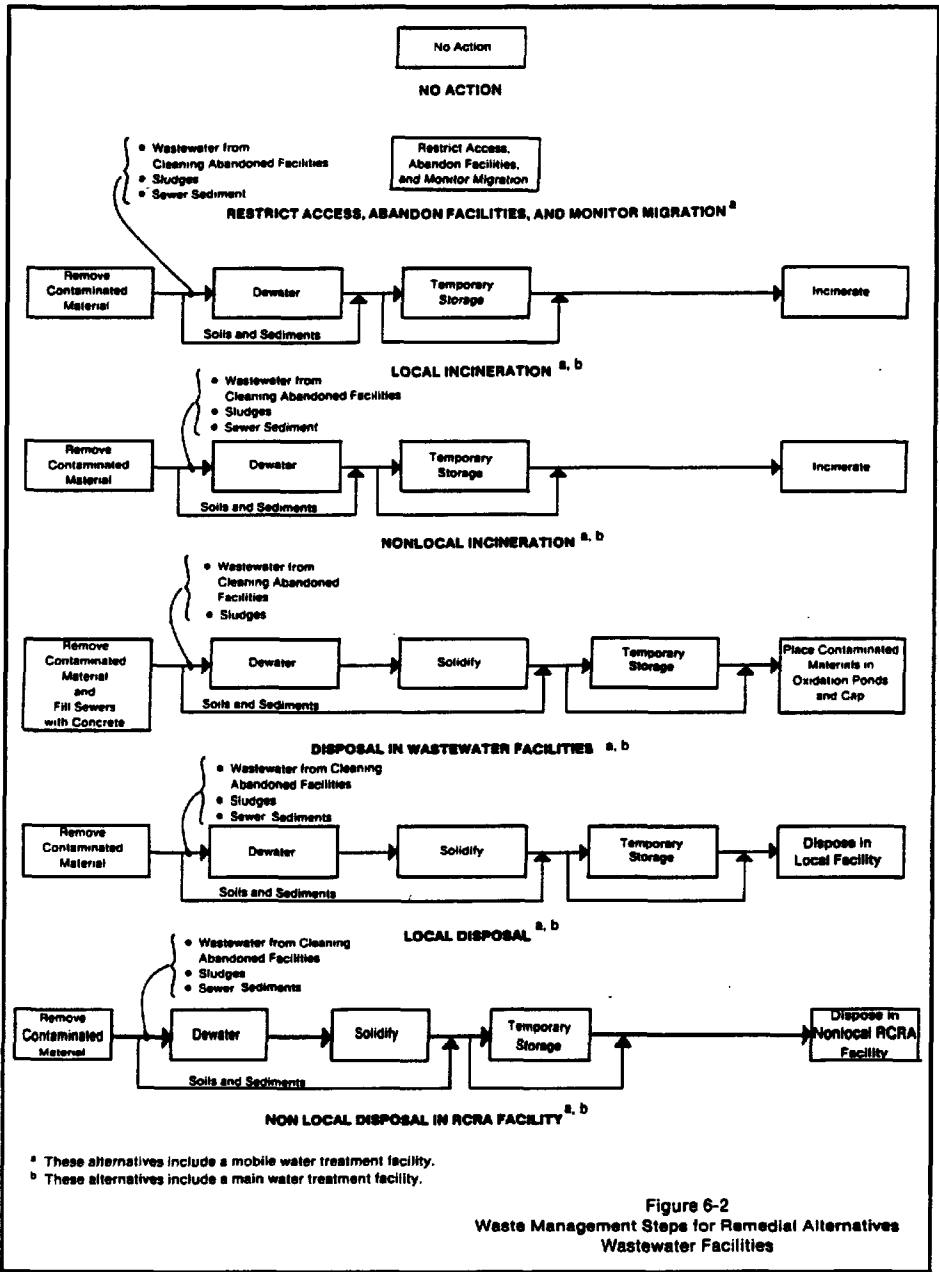 No Action
NO ACTION
• Wastewater from
Cleaning Abandoned Facilities
• Sludges
• Sewer Sediment
Restrict Access,
Abandon Facilities,
and Monitor Migration
RESTRICT ACCESS, ABANDON FACILITIES, AND MONITOR MIGRATION a
Remove
Contaminated
Material
Dewater
Temporary
Storage
Incinerate
Soils and Sediments
LOCAL INCINERATION a, b
• Wastewater from
Cleaning Abandoned Facilities
• Sludges
• Sewer Sediment
Remove
Contaminated
Material
Dewater
Temporary
Storage
Incinerate
Soils and Sediments
NONLOCAL INCINERATION a, b
• Wastewater from
Cleaning Abandoned
Facilities
• Sludges
Remove
Contaminated
Material
and
Fill Sewers
with Concrete
Dewater
Solidify
Temporary
Storage
Place Contaminated
Materials in
Oxidation Ponds
and Cap
Soils and Sediments
DISPOSAL IN WASTEWATER FACILITIES a, b
• Wastewater from Cleaning
Abandoned Facilities
• Sludges
• Sewer Sediments
Remove
Contaminated
Material
Dewater
Solidify
Temporary
Storage
Dispose in
Local Facility
Soils and Sediments
LOCAL DISPOSAL a, b
• Wastewater from Cleaning
Abandoned Facilities
• Sludges
• Sewer Sediments
Remove
Contaminated
Material
Dewater
Solidify
Temporary
Storage
Dispose in
Nonlocal RCRA
Facility
Soils and Sediments
NON LOCAL DISPOSAL IN RCRA FACILITY a, b
a These alternatives include a mobile water treatment facility.
b These alternatives include a main water treatment facility.
Figure 6-2
Waste Management Steps for Remedial Alternatives
Wastewater Facilities